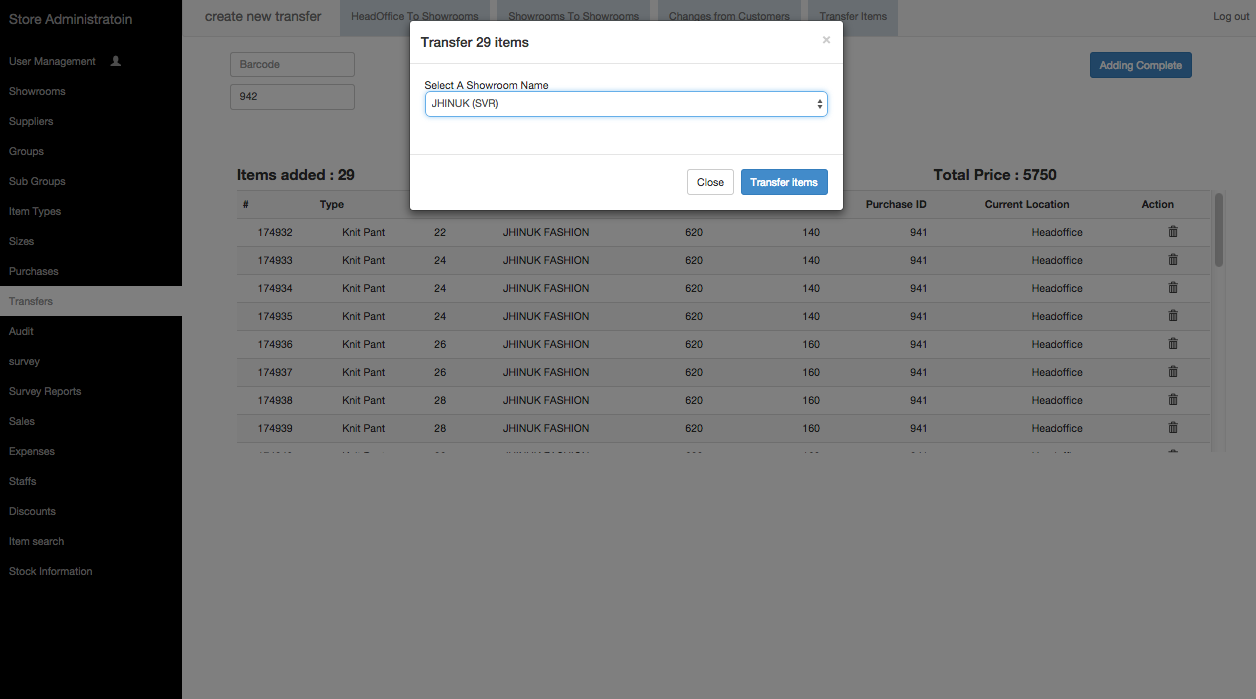 Store Administratoin
create new transfer
HeadOffice To Showrooms
Showrooms To Showrooms
Changes from Customers
Transfer Items
Log out
User Management
Showrooms
Suppliers
Groups
Sub Groups
Item Types
Sizes
Purchases
Transfers
Audit
survey
Survey Reports
Sales
Expenses
Staffs
Discounts
Item search
Stock Information
Barcode
942
Adding Complete
Transfer 29 items ×
Select A Showroom Name
JHINUK (SVR)
Close Transfer Items
Items added : 29 Total Price : 5750
# Type Purchase ID Current Location Action
174932 Knit Pant 22 JHINUK FASHION 620 140 941 Headoffice
174933 Knit Pant 24 JHINUK FASHION 620 140 941 Headoffice
174934 Knit Pant 24 JHINUK FASHION 620 140 941 Headoffice
174935 Knit Pant 24 JHINUK FASHION 620 140 941 Headoffice
174936 Knit Pant 26 JHINUK FASHION 620 160 941 Headoffice
174937 Knit Pant 26 JHINUK FASHION 620 160 941 Headoffice
174938 Knit Pant 28 JHINUK FASHION 620 160 941 Headoffice
174939 Knit Pant 28 JHINUK FASHION 620 160 941 Headoffice